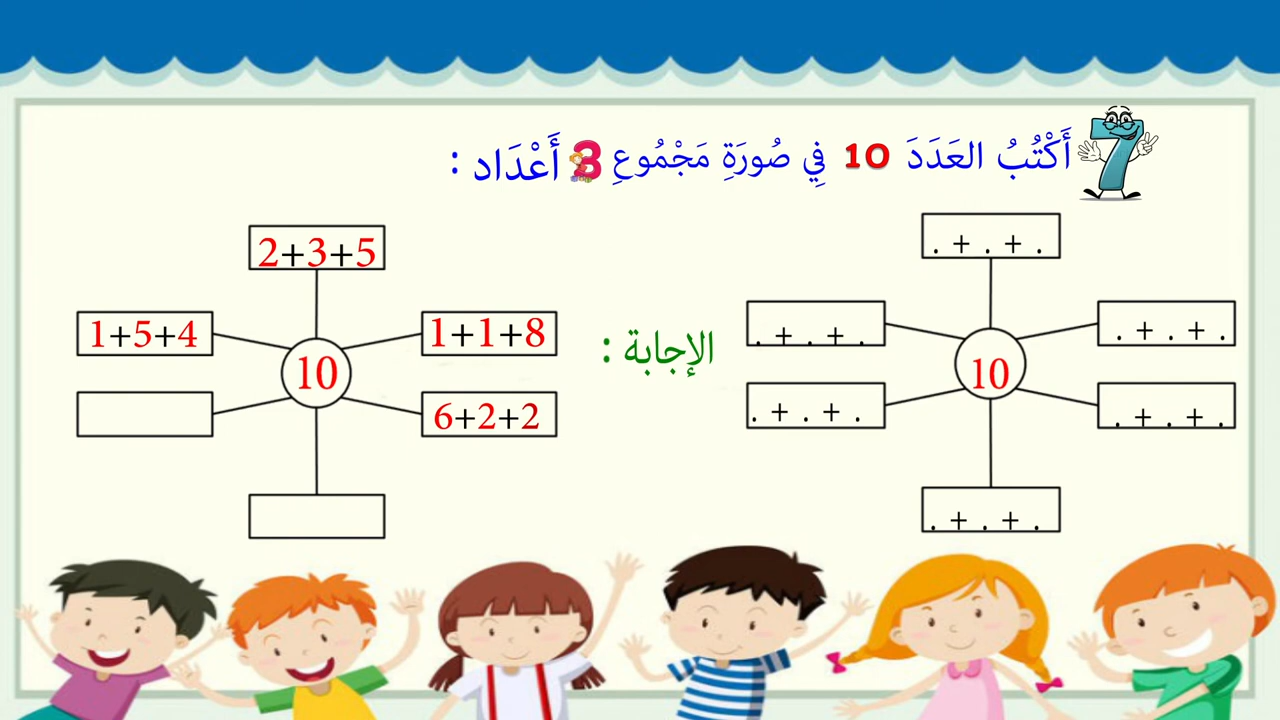 7 أَكْتُبُ العَدَدَ 10 فِي صُورَةِ مَجْمُوعِ 3 أَعْدَاد :
. + . + .
. + . + .
. + . + .
10
. + . + .
. + . + .
. + . + .
الإجابة :
2+3+5
1+1+8
1+5+4
10
6+2+2